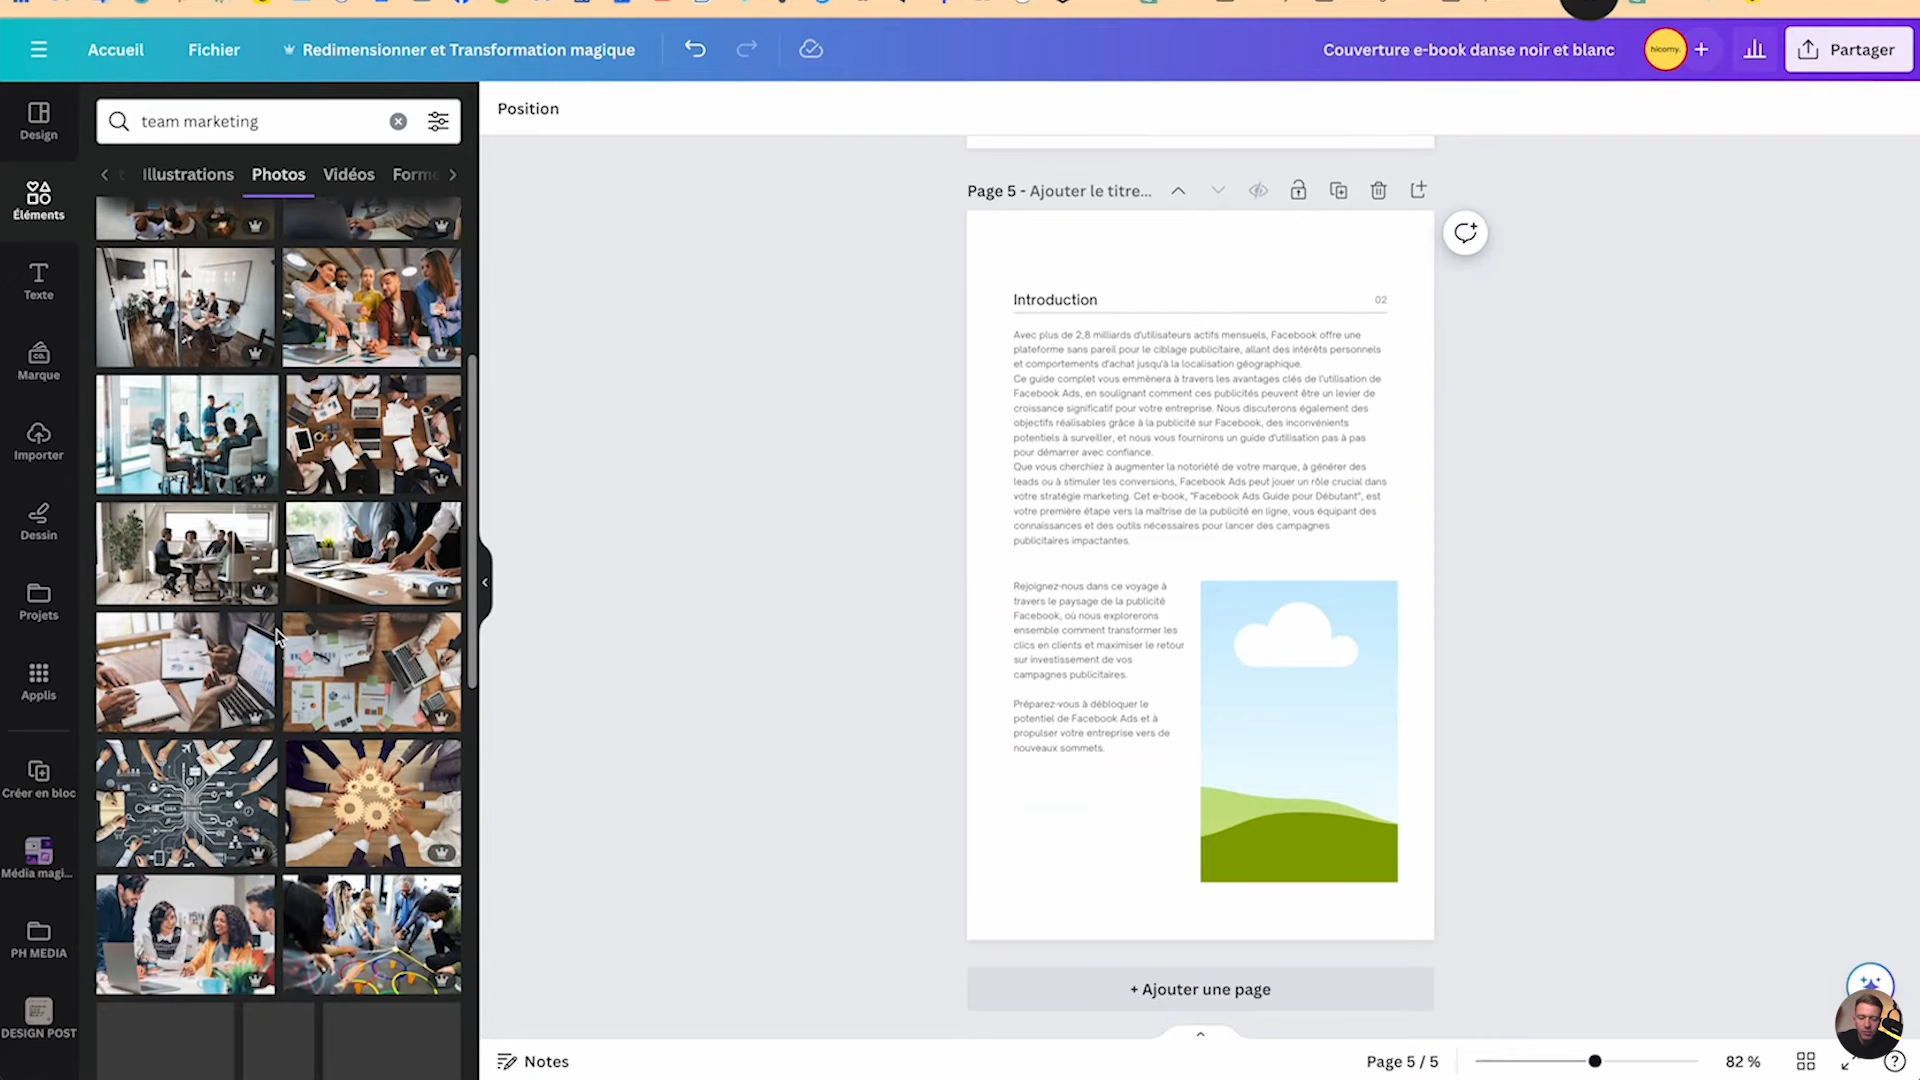 Accueil
Fichier
Redimensionner et Transformation magique
Couverture e-book danse noir et blanc
hicomy.
Partager
Design
Éléments
Texte
Marque
Importer
Dessin
Projets
Applis
Créer en bloc
Média magi...
PH MEDIA
DESIGN POST
team marketing
Illustrations
Photos
Vidéos
Forme
Position
Page 5 - Ajouter le titre...
Introduction
02
Avec plus de 2,8 milliards d'utilisateurs actifs mensuels, Facebook offre une
plateforme sans pareil pour le ciblage publicitaire, allant des intérêts personnels
et comportements d'achat jusqu'à la localisation géographique.
Ce guide complet vous emmènera à travers les avantages clés de l'utilisation de
Facebook Ads, en soulignant comment ces publicités peuvent être un levier de
croissance significatif pour votre entreprise. Nous discuterons également des
objectifs réalisables grâce à la publicité sur Facebook, des inconvénients
potentiels à surveiller, et nous vous fournirons un guide d'utilisation pas à pas
pour démarrer avec confiance.
Que vous cherchiez à augmenter la notoriété de votre marque, à générer des
leads ou à stimuler les conversions, Facebook Ads peut jouer un rôle crucial dans
votre stratégie marketing. Cet e-book, "Facebook Ads Guide pour Débutant", est
votre première étape vers la maîtrise de la publicité en ligne, vous équipant des
connaissances et des outils nécessaires pour lancer des campagnes
publicitaires impactantes.
Rejoignez-nous dans ce voyage à
travers le paysage de la publicité
Facebook, où nous explorerons
ensemble comment transformer les
clics en clients et maximiser le retour
sur investissement de vos
campagnes publicitaires.
Préparez-vous à débloquer le
potentiel de Facebook Ads et à
propulser votre entreprise vers de
nouveaux sommets.
+ Ajouter une page
Notes
Page 5 / 5
82 %